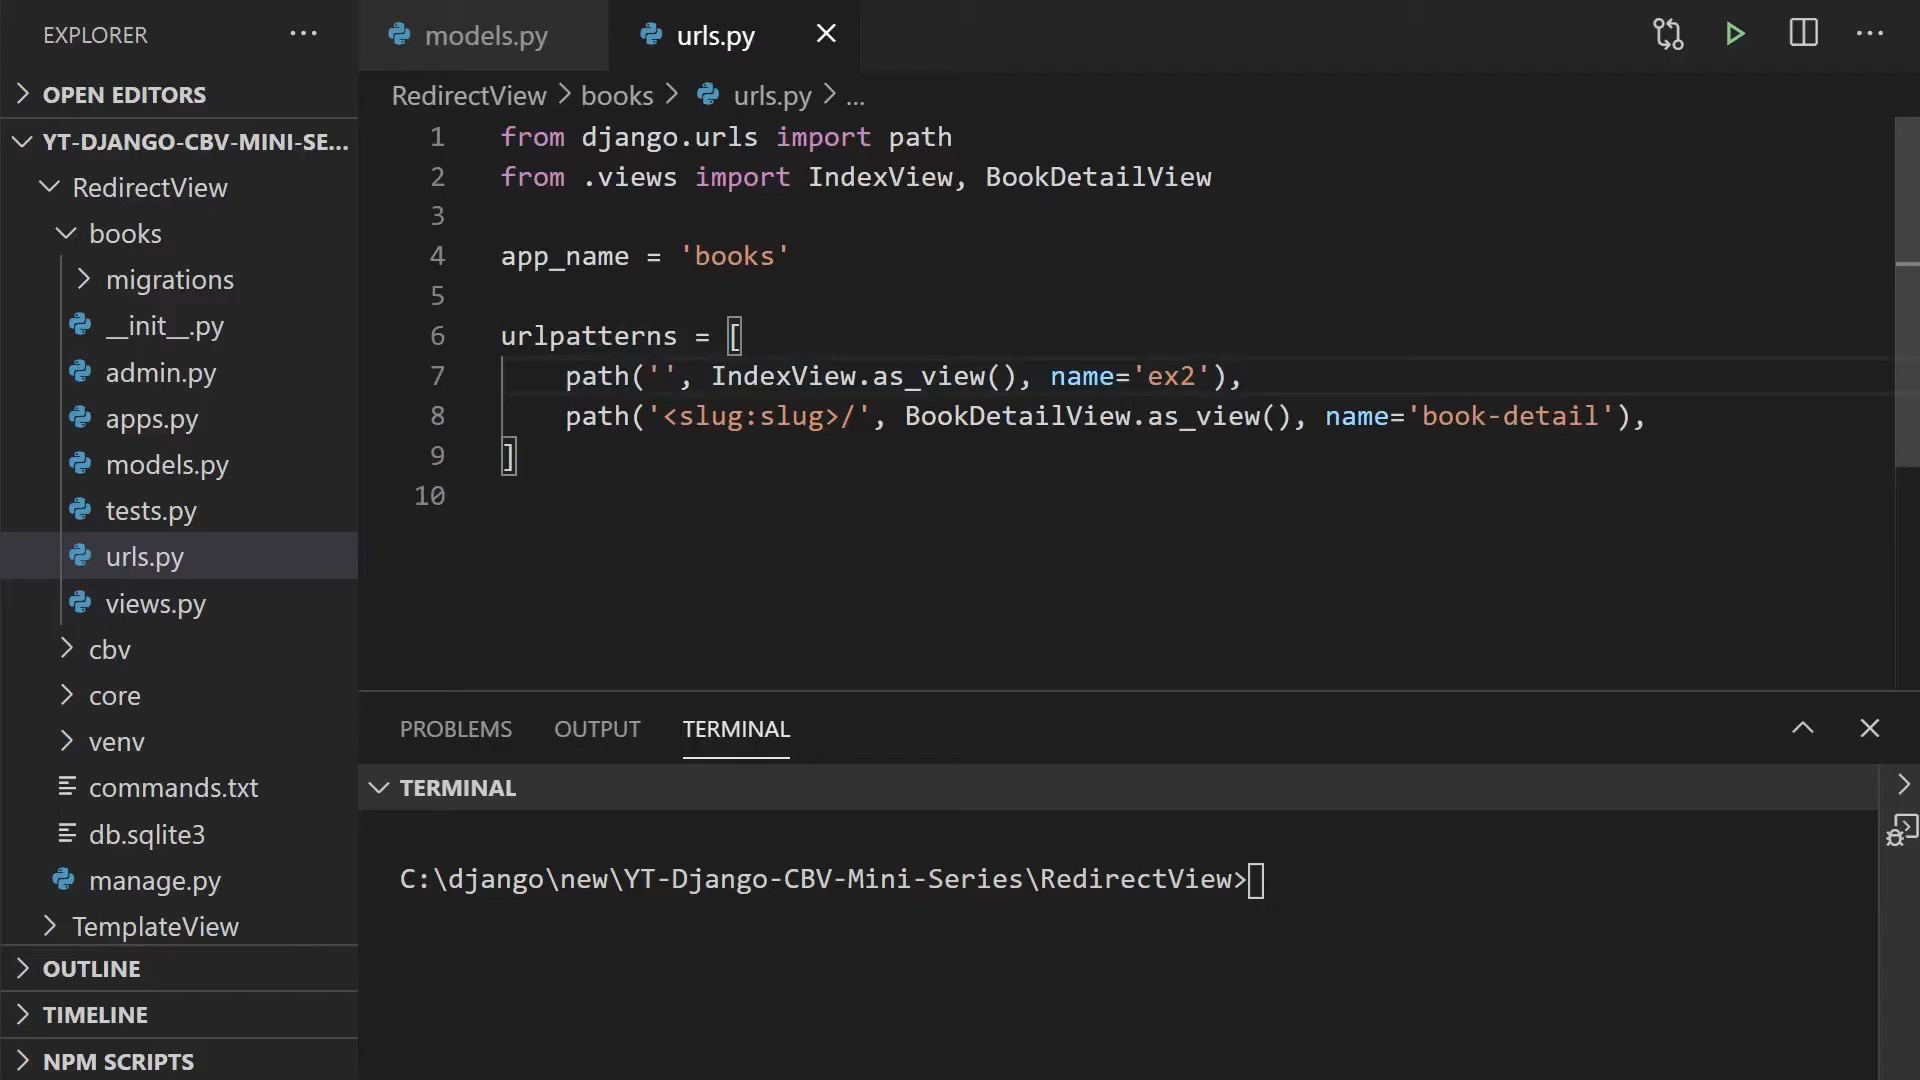 EXPLORER
OPEN EDITORS
YT-DJANGO-CBV-MINI-SE...
RedirectView
books
migrations
__init__.py
admin.py
apps.py
models.py
tests.py
urls.py
views.py
cbv
core
venv
commands.txt
db.sqlite3
manage.py
TemplateView
OUTLINE
TIMELINE
NPM SCRIPTS
models.py
urls.py
RedirectView > books > urls.py > ...
1 from django.urls import path
2 from .views import IndexView, BookDetailView
3
4 app_name = 'books'
5
6 urlpatterns = [
7 path('', IndexView.as_view(), name='ex2'),
8 path('<slug:slug>/', BookDetailView.as_view(), name='book-detail'),
9 ]
10
PROBLEMS OUTPUT TERMINAL
TERMINAL
C:\django\new\YT-Django-CBV-Mini-Series\RedirectView>